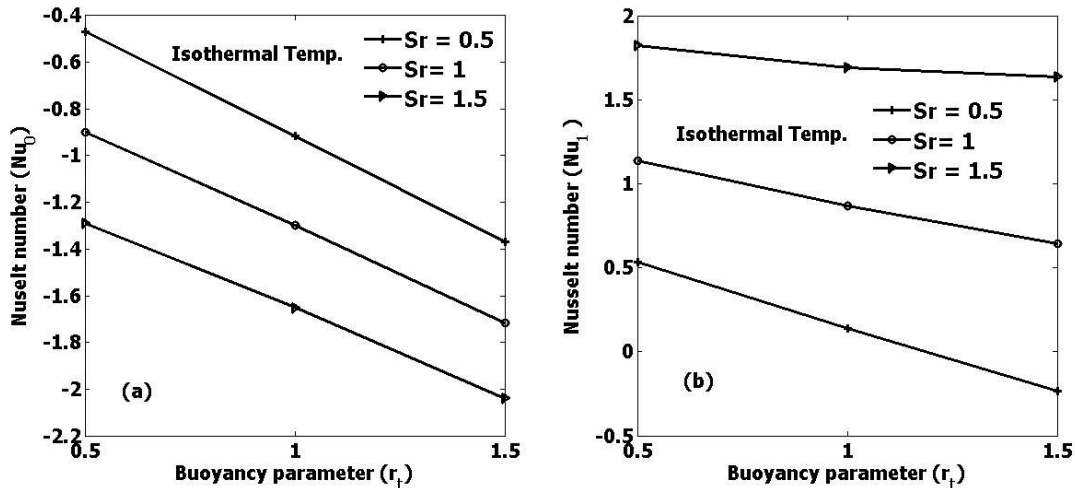 -0.4
-0.6
-0.8
-1
-1.2
-1.4
-1.6
-1.8
-2
-2.2
0.5
1
1.5
Nuselt number (Nu0)
Buoyancy parameter (rt)
Isothermal Temp.
Sr = 0.5
Sr= 1
Sr = 1.5
(a)
2
1.5
1
0.5
0
-0.5
0.5
1
1.5
Nusselt number (Nu1)
Buoyancy parameter (rt)
Isothermal Temp.
Sr = 0.5
Sr= 1
Sr = 1.5
(b)